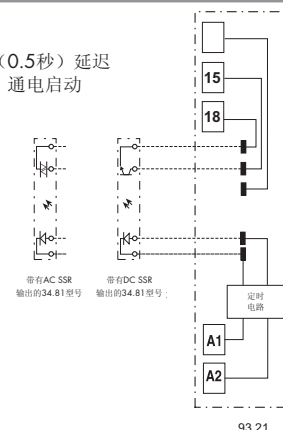 （0.5秒）延迟
通电启动
15
18
带有AC SSR
输出的34.81型号
带有DC SSR
输出的34.81型号
定时
电路
A1
A2
93.21